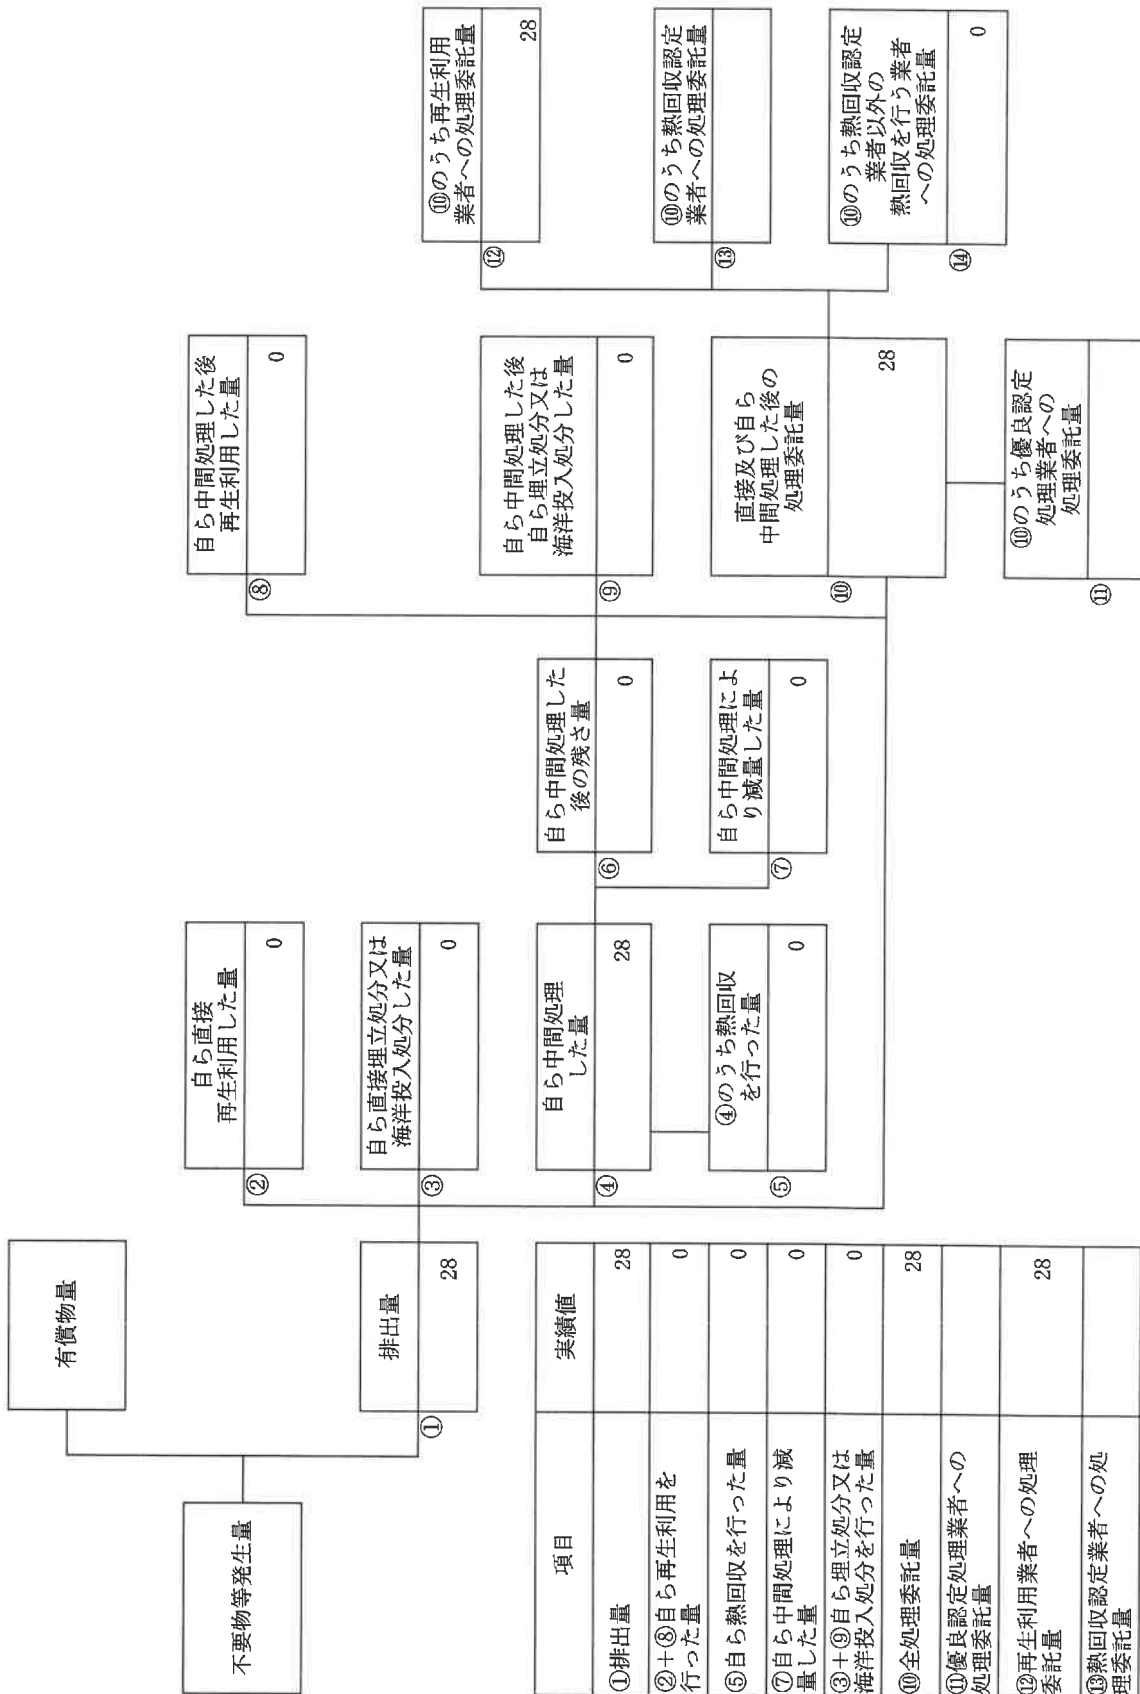 不要物等発生量
有償物量
排出量
① 28
自ら直接
再生利用した量
② 0
自ら直接埋立処分又は
海洋投入処分した量
③ 0
自ら中間処理
した量
④ 28
④のうち熱回収
を行った量
⑤ 0
自ら中間処理した
後の残さ量
⑥ 0
自ら中間処理によ
り減量した量
⑦ 0
自ら中間処理した後
再生利用した量
⑧ 0
自ら中間処理した後
自ら埋立処分又は
海洋投入処分した量
⑨ 0
直接及び自ら
中間処理した後の
処理委託量
⑩ 28
⑩のうち優良認定
処理業者への
処理委託量
⑪
⑩のうち再生利用
業者への処理委託量
⑫ 28
⑩のうち熱回収認定
業者への処理委託量
⑬
⑩のうち熱回収認定
業者以外の
熱回収を行う業者
への処理委託量
⑭ 0
項目 実績値
①排出量 28
②+⑧自ら再生利用を
行った量 0
⑤自ら熱回収を行った量 0
⑦自ら中間処理により減
量した量 0
③+⑨自ら埋立処分又は
海洋投入処分を行った量 0
⑩全処理委託量 28
⑪優良認定処理業者への
処理委託量
⑫再生利用業者への処理
委託量 28
⑬熱回収認定業者への処
理委託量